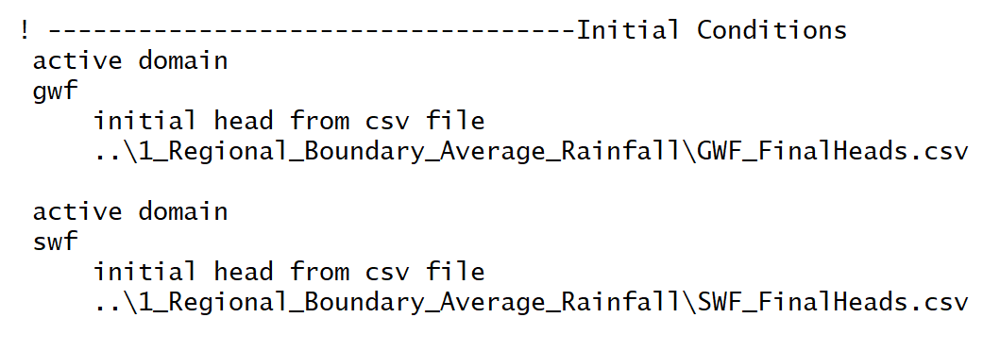 ! -----------------------------------Initial Conditions
active domain
gwf
initial head from csv file
..\1_Regional_Boundary_Average_Rainfall\GWF_FinalHeads.csv
active domain
swf
initial head from csv file
..\1_Regional_Boundary_Average_Rainfall\SWF_FinalHeads.csv